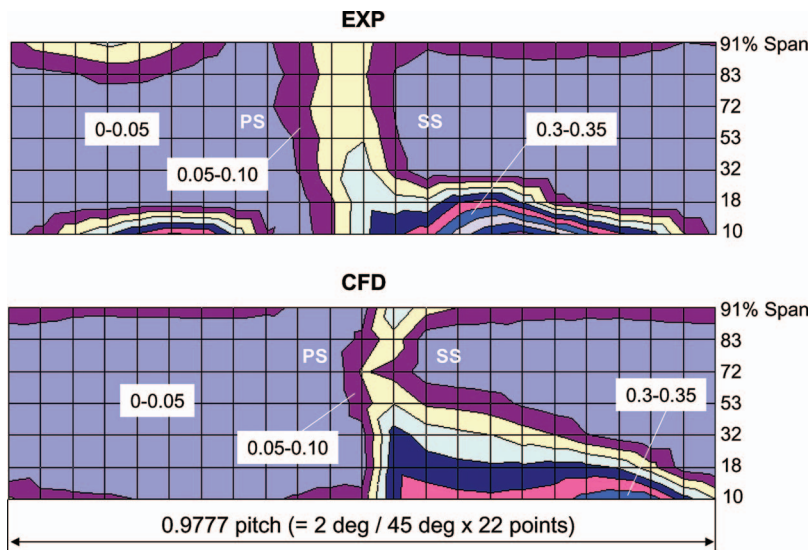 EXP
91% Span
83
0-0.05
PS
SS
0.3-0.35
72
53
0.05-0.10
32
18
10
CFD
91% Span
83
PS
SS
72
0-0.05
0.3-0.35
53
0.05-0.10
32
18
10
0.9777 pitch (= 2 deg / 45 deg x 22 points)